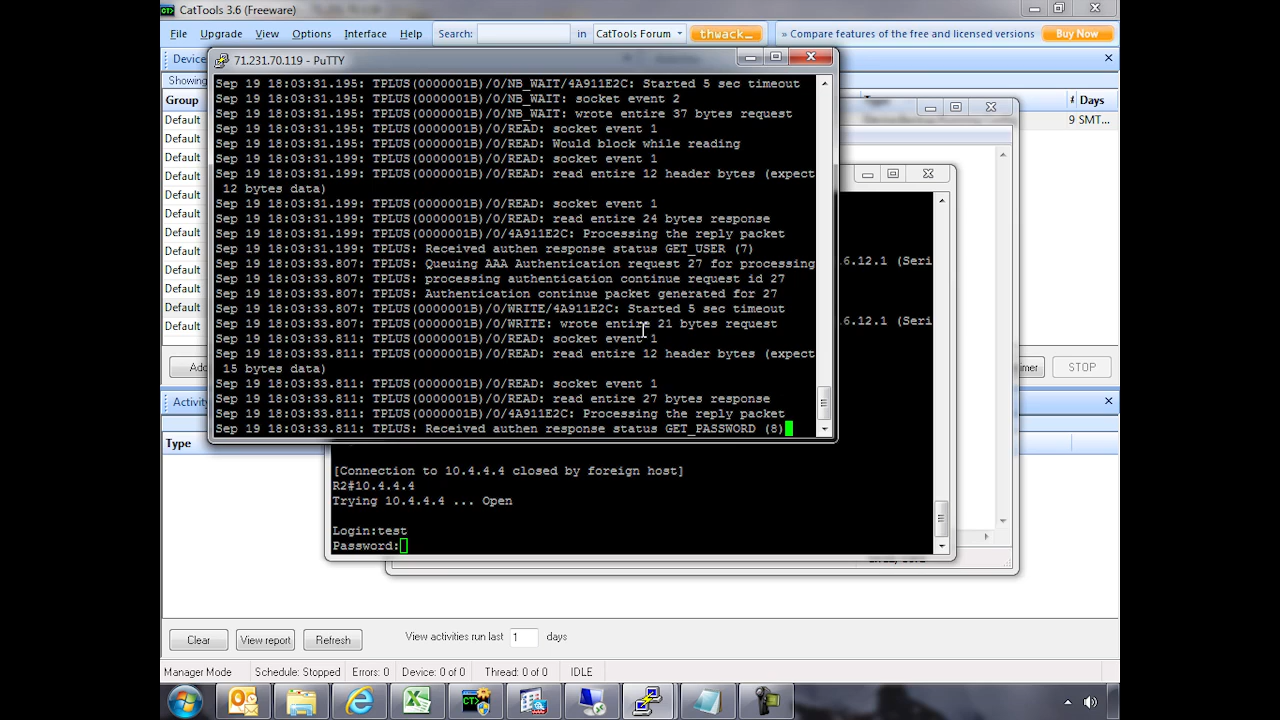 CatTools 3.6 (Freeware)
File Upgrade View Options Interface Help Search: in CatTools Forum thwack_ » Compare features of the free and licensed versions Buy Now
Device
71.231.70.119 - PuTTY
Showing
Group
Days
Default
9 SMT...
Default
Default
Default
Default
Default
Default
Default
Default
Default
Default
Default
Sep 19 18:03:31.195: TPLUS(0000001B)/0/NB_WAIT/4A911E2C: Started 5 sec timeout
Sep 19 18:03:31.195: TPLUS(0000001B)/0/NB_WAIT: socket event 2
Sep 19 18:03:31.195: TPLUS(0000001B)/0/NB_WAIT: wrote entire 37 bytes request
Sep 19 18:03:31.195: TPLUS(0000001B)/0/READ: socket event 1
Sep 19 18:03:31.195: TPLUS(0000001B)/0/READ: Would block while reading
Sep 19 18:03:31.199: TPLUS(0000001B)/0/READ: socket event 1
Sep 19 18:03:31.199: TPLUS(0000001B)/0/READ: read entire 12 header bytes (expect
12 bytes data)
Sep 19 18:03:31.199: TPLUS(0000001B)/0/READ: socket event 1
Sep 19 18:03:31.199: TPLUS(0000001B)/0/READ: read entire 24 bytes response
Sep 19 18:03:31.199: TPLUS(0000001B)/0/4A911E2C: Processing the reply packet
Sep 19 18:03:31.199: TPLUS: Received authen response status GET_USER (7)
Sep 19 18:03:33.807: TPLUS: Queuing AAA Authentication request 27 for processing
Sep 19 18:03:33.807: TPLUS: processing authentication continue request id 27
Sep 19 18:03:33.807: TPLUS: Authentication continue packet generated for 27
Sep 19 18:03:33.807: TPLUS(0000001B)/0/WRITE/4A911E2C: Started 5 sec timeout
Sep 19 18:03:33.807: TPLUS(0000001B)/0/WRITE: wrote entire 21 bytes request
Sep 19 18:03:33.811: TPLUS(0000001B)/0/READ: socket event 1
Sep 19 18:03:33.811: TPLUS(0000001B)/0/READ: read entire 12 header bytes (expect
15 bytes data)
Sep 19 18:03:33.811: TPLUS(0000001B)/0/READ: socket event 1
Sep 19 18:03:33.811: TPLUS(0000001B)/0/READ: read entire 27 bytes response
Sep 19 18:03:33.811: TPLUS(0000001B)/0/4A911E2C: Processing the reply packet
Sep 19 18:03:33.811: TPLUS: Received authen response status GET_PASSWORD (8)
6.12.1 (Seri
6.12.1 (Seri
Add
imer STOP
Activit
Type
[Connection to 10.4.4.4 closed by foreign host]
R2#10.4.4.4
Trying 10.4.4.4 ... Open
Login:test
Password:
Clear View report Refresh View activities run last 1 days
Manager Mode Schedule: Stopped Errors: 0 Device: 0 of 0 Thread: 0 of 0 IDLE